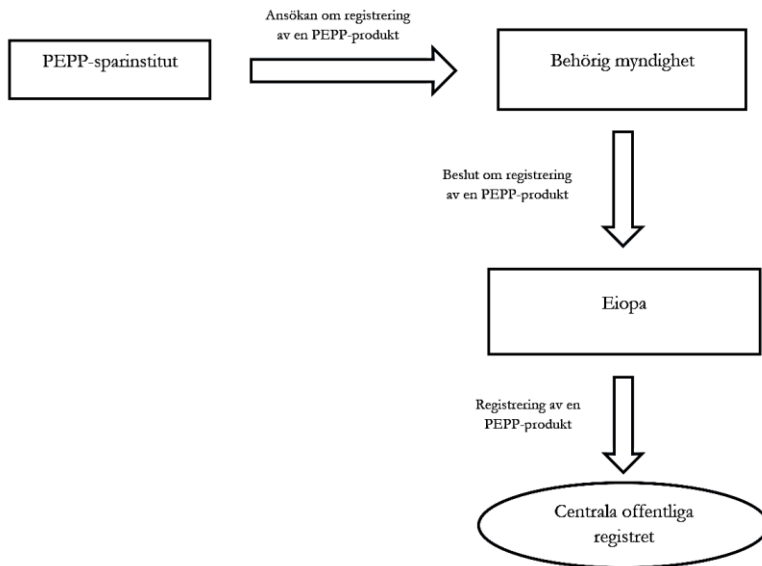 Ansökan om registrering
av en PEPP-produkt
PEPP-sparinstitut
Behörig myndighet
Beslut om registrering
av en PEPP-produkt
Eiopa
Registrering av en
PEPP-produkt
Centrala offentliga
registret